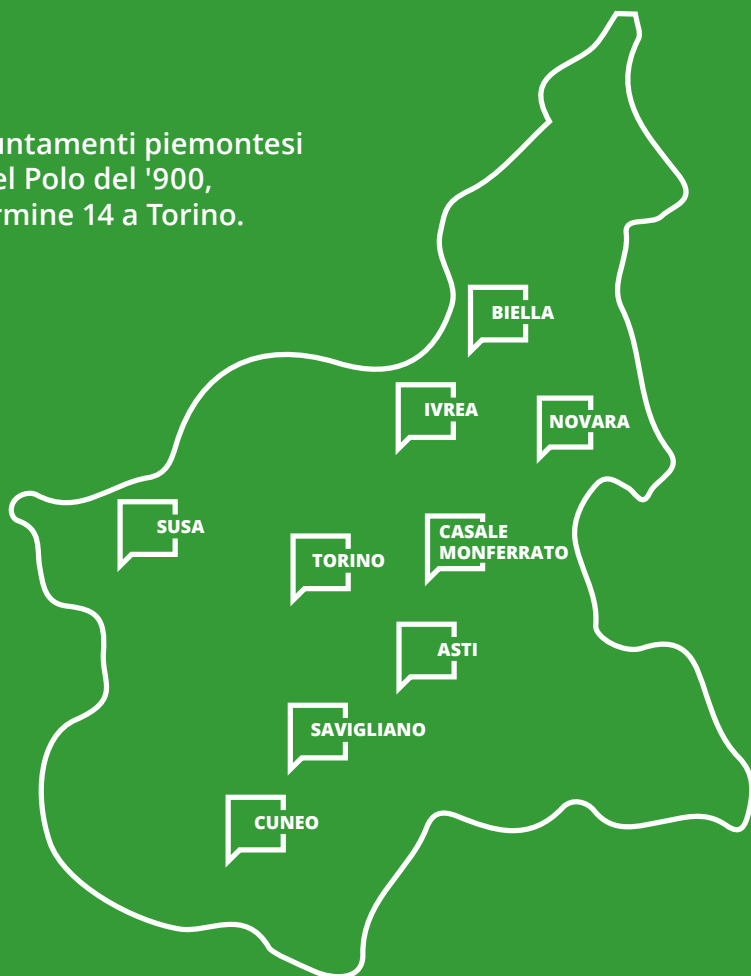 untamenti piemontesi
el Polo del '900,
rmine 14 a Torino.
BIELLA
IVREA
NOVARA
SUSA
CASALE
MONFERRATO
TORINO
ASTI
SAVIGLIANO
CUNEO